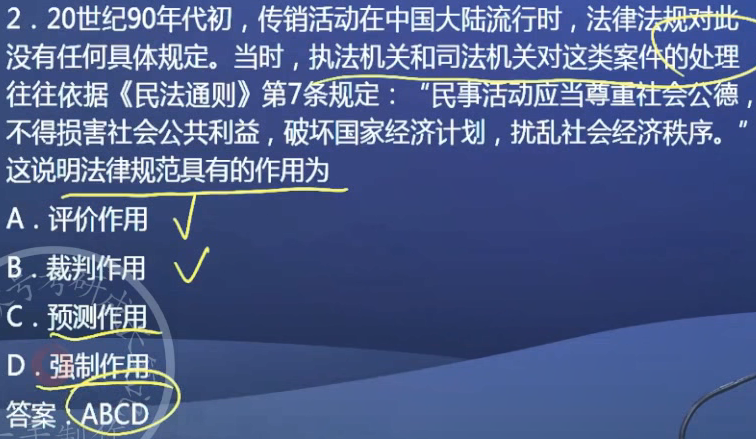 2．20世纪90年代初，传销活动在中国大陆流行时，法律法规对此
没有任何具体规定。当时，执法机关和司法机关对这类案件的处理
往往依据《民法通则》第7条规定：“民事活动应当尊重社会公德，
不得损害社会公共利益，破坏国家经济计划，扰乱社会经济秩序。”
这说明法律规范具有的作用为
A．评价作用
B．裁判作用
C．预测作用
D．强制作用
答案：ABCD